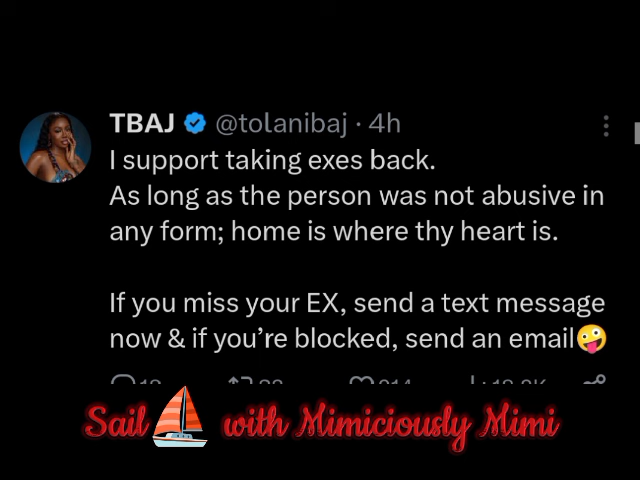 TBAJ @tolanibaj · 4h
I support taking exes back.
As long as the person was not abusive in
any form; home is where thy heart is.
If you miss your EX, send a text message
now & if you’re blocked, send an email🤪
Sail⛵ with Mimiciously Mimi